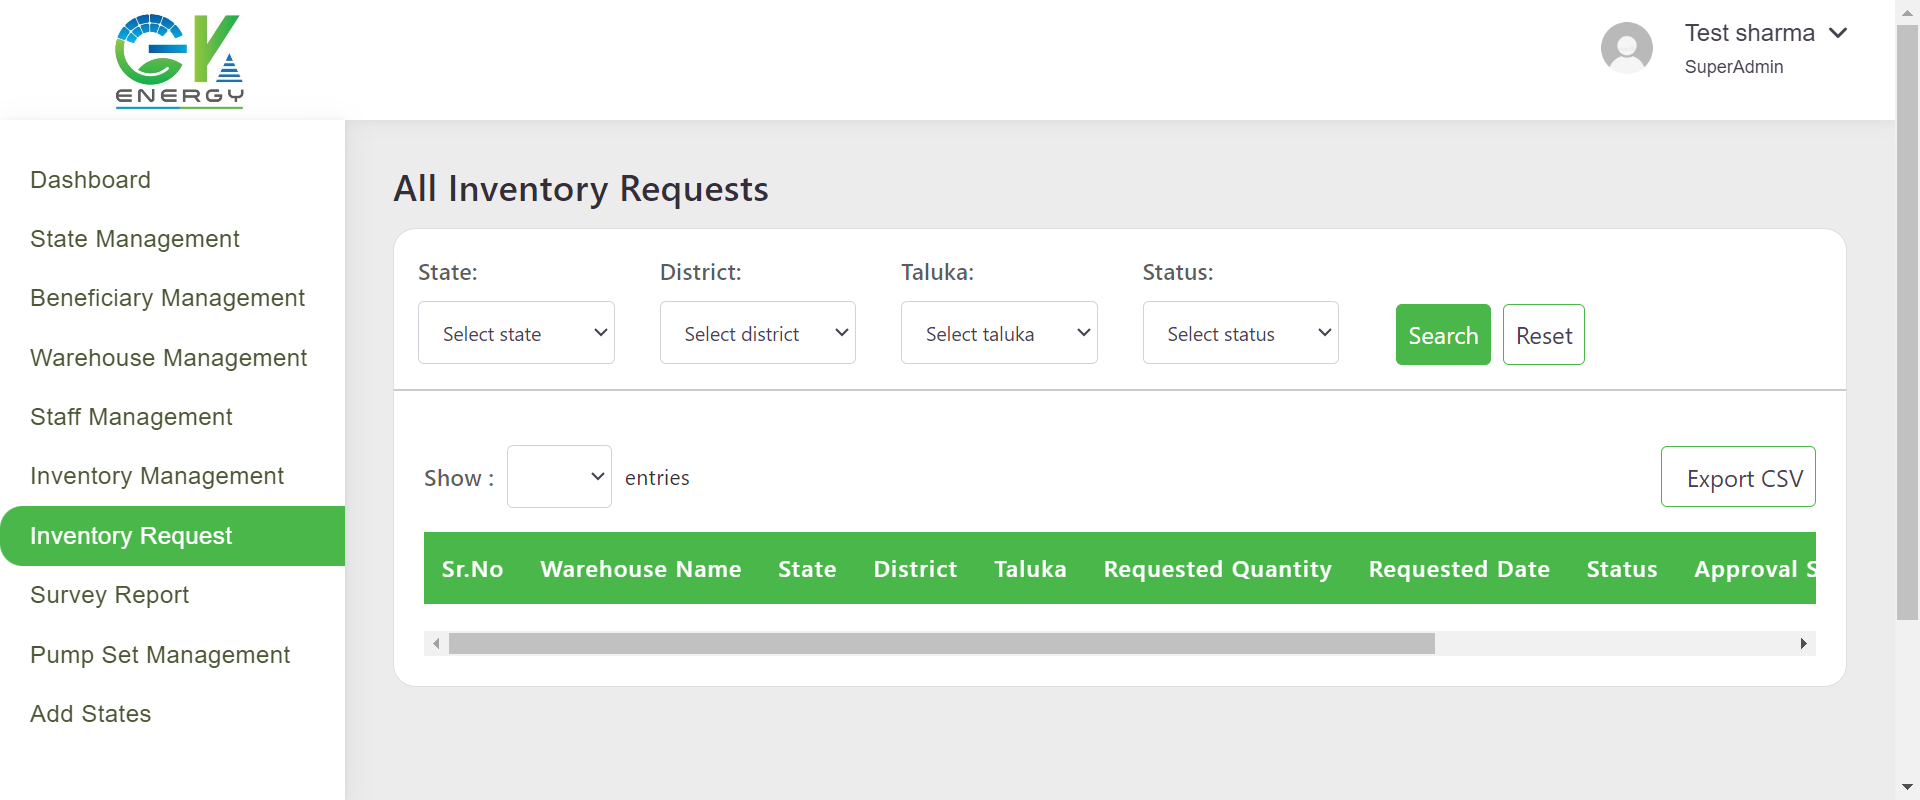 GK
ENERGY
Test sharma
SuperAdmin
Dashboard
State Management
Beneficiary Management
Warehouse Management
Staff Management
Inventory Management
Inventory Request
Survey Report
Pump Set Management
Add States
All Inventory Requests
State: District: Taluka: Status:
Select state Select district Select taluka Select status Search Reset
Show : entries Export CSV
Sr.No Warehouse Name State District Taluka Requested Quantity Requested Date Status Approval S